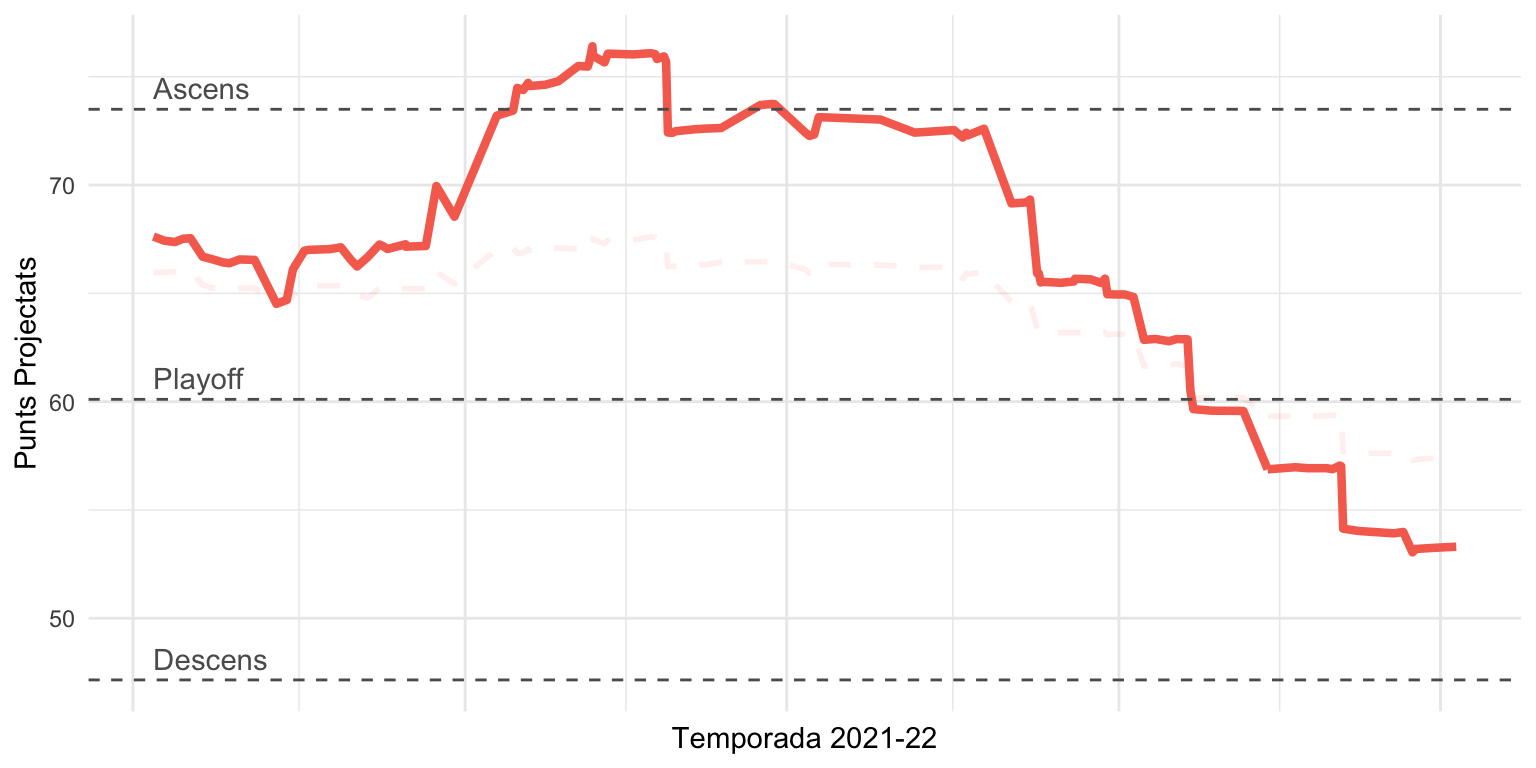 Ascens
70
Playoff
60
50
Descens
Punts Projectats
Temporada 2021-22